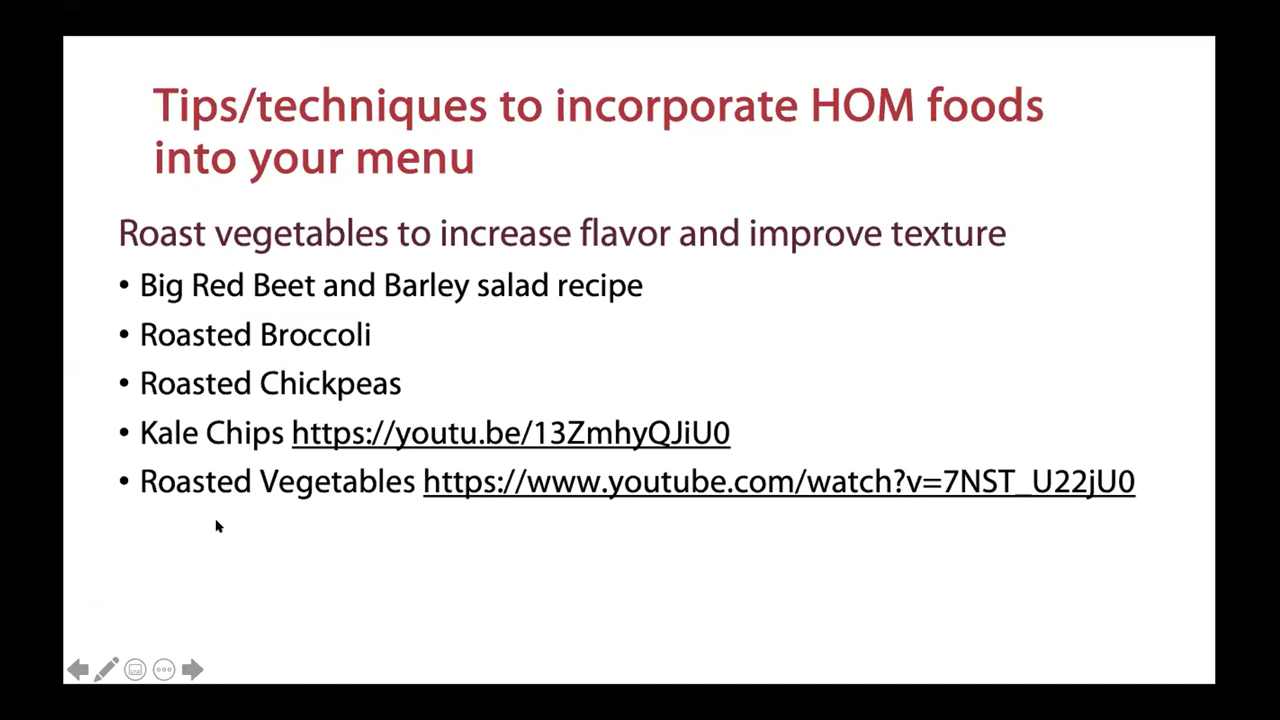 Tips/techniques to incorporate HOM foods
into your menu
Roast vegetables to increase flavor and improve texture
• Big Red Beet and Barley salad recipe
• Roasted Broccoli
• Roasted Chickpeas
• Kale Chips https://youtu.be/13ZmhyQJiU0
• Roasted Vegetables https://www.youtube.com/watch?v=7NST_U22jU0